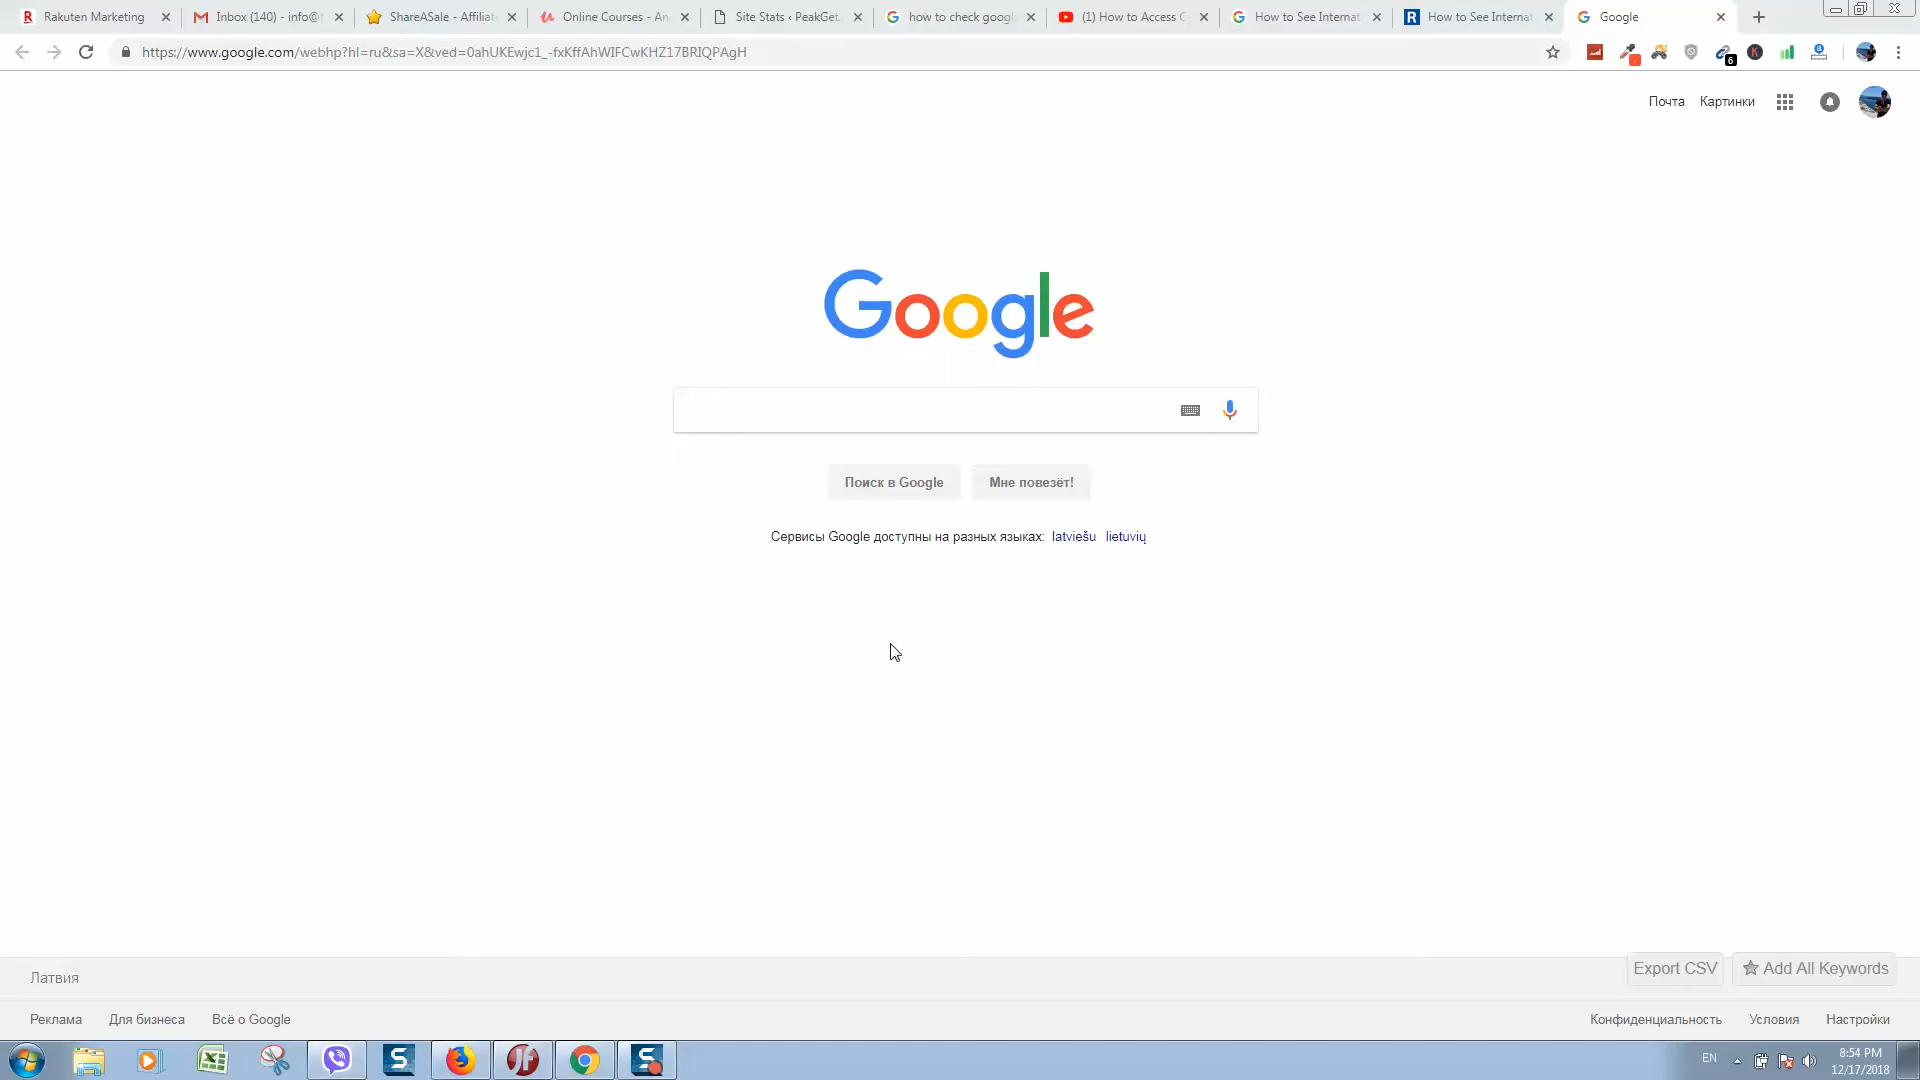 Rakuten Marketing
Inbox (140) - info@t
ShareASale - Affiliat
Online Courses - An
Site Stats ‹ PeakGet.
how to check googl
(1) How to Access G
How to See Internat
How to See Internat
Google
https://www.google.com/webhp?hl=ru&sa=X&ved=0ahUKEwjc1_-fxKffAhWIFCwKHZ17BRIQPAgH
6
K
Почта Картинки
Google
Поиск в Google
Мне повезёт!
Сервисы Google доступны на разных языках: latviešu lietuvių
Латвия
Export CSV
Add All Keywords
Реклама Для бизнеса Всё о Google
Конфиденциальность Условия Настройки
EN
8:54 PM
12/17/2018